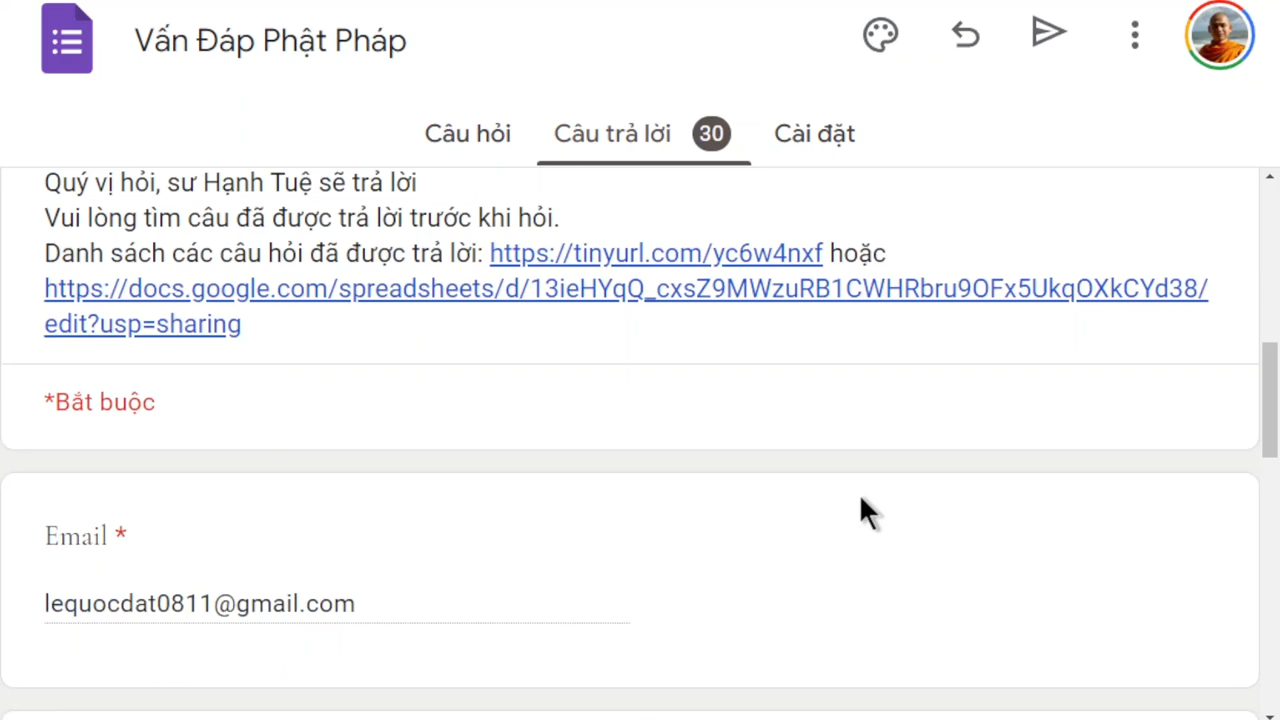 Vấn Đáp Phật Pháp
Câu hỏi Câu trả lời 30 Cài đặt
Quý vị hỏi, sư Hạnh Tuệ sẽ trả lời
Vui lòng tìm câu đã được trả lời trước khi hỏi.
Danh sách các câu hỏi đã được trả lời: https://tinyurl.com/yc6w4nxf hoặc
https://docs.google.com/spreadsheets/d/13ieHYqQ_cxsZ9MWzuRB1CWHRbru9OFx5UkqOXkCYd38/
edit?usp=sharing
*Bắt buộc
Email *
lequocdat0811@gmail.com